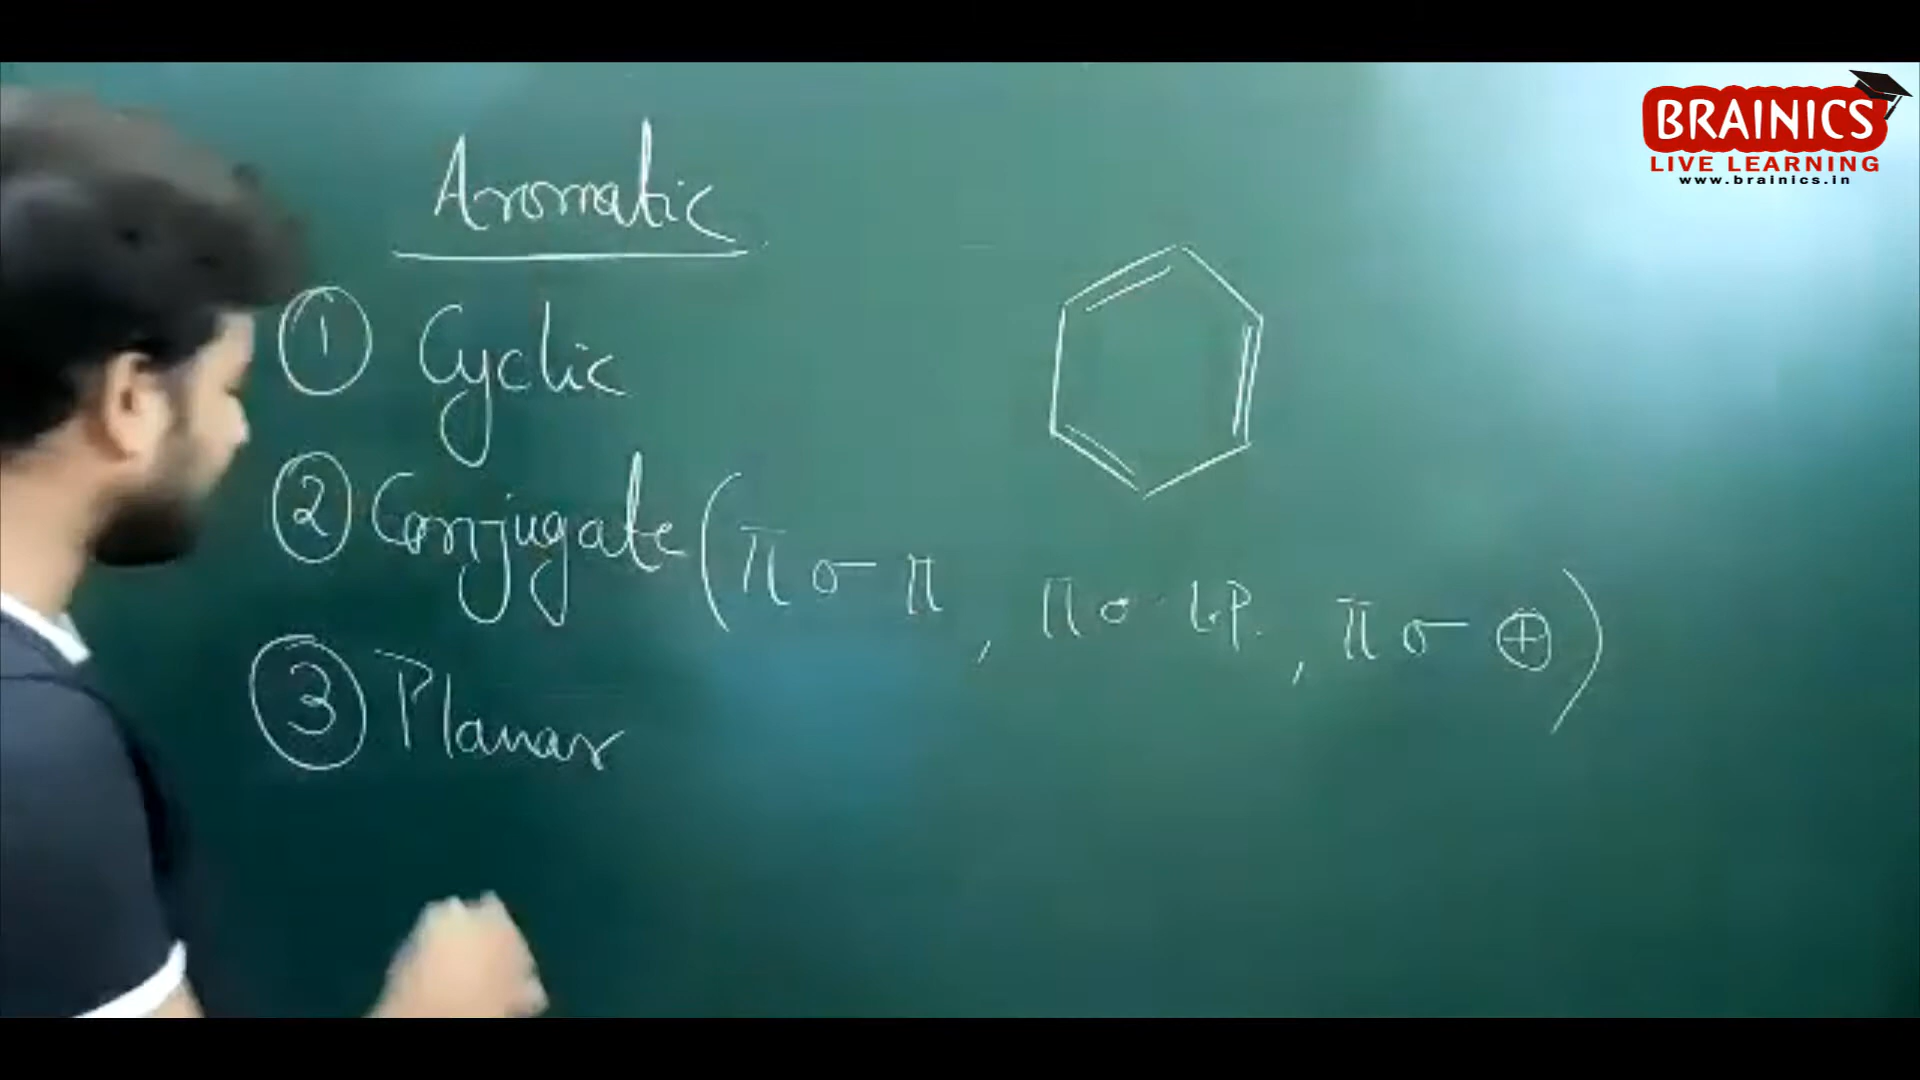 BRAINICS
LIVE LEARNING
www.brainics.in
Aromatic
① Cyclic
② Conjugate (π σ π, π σ L.P., π σ ⊕)
③ Planar